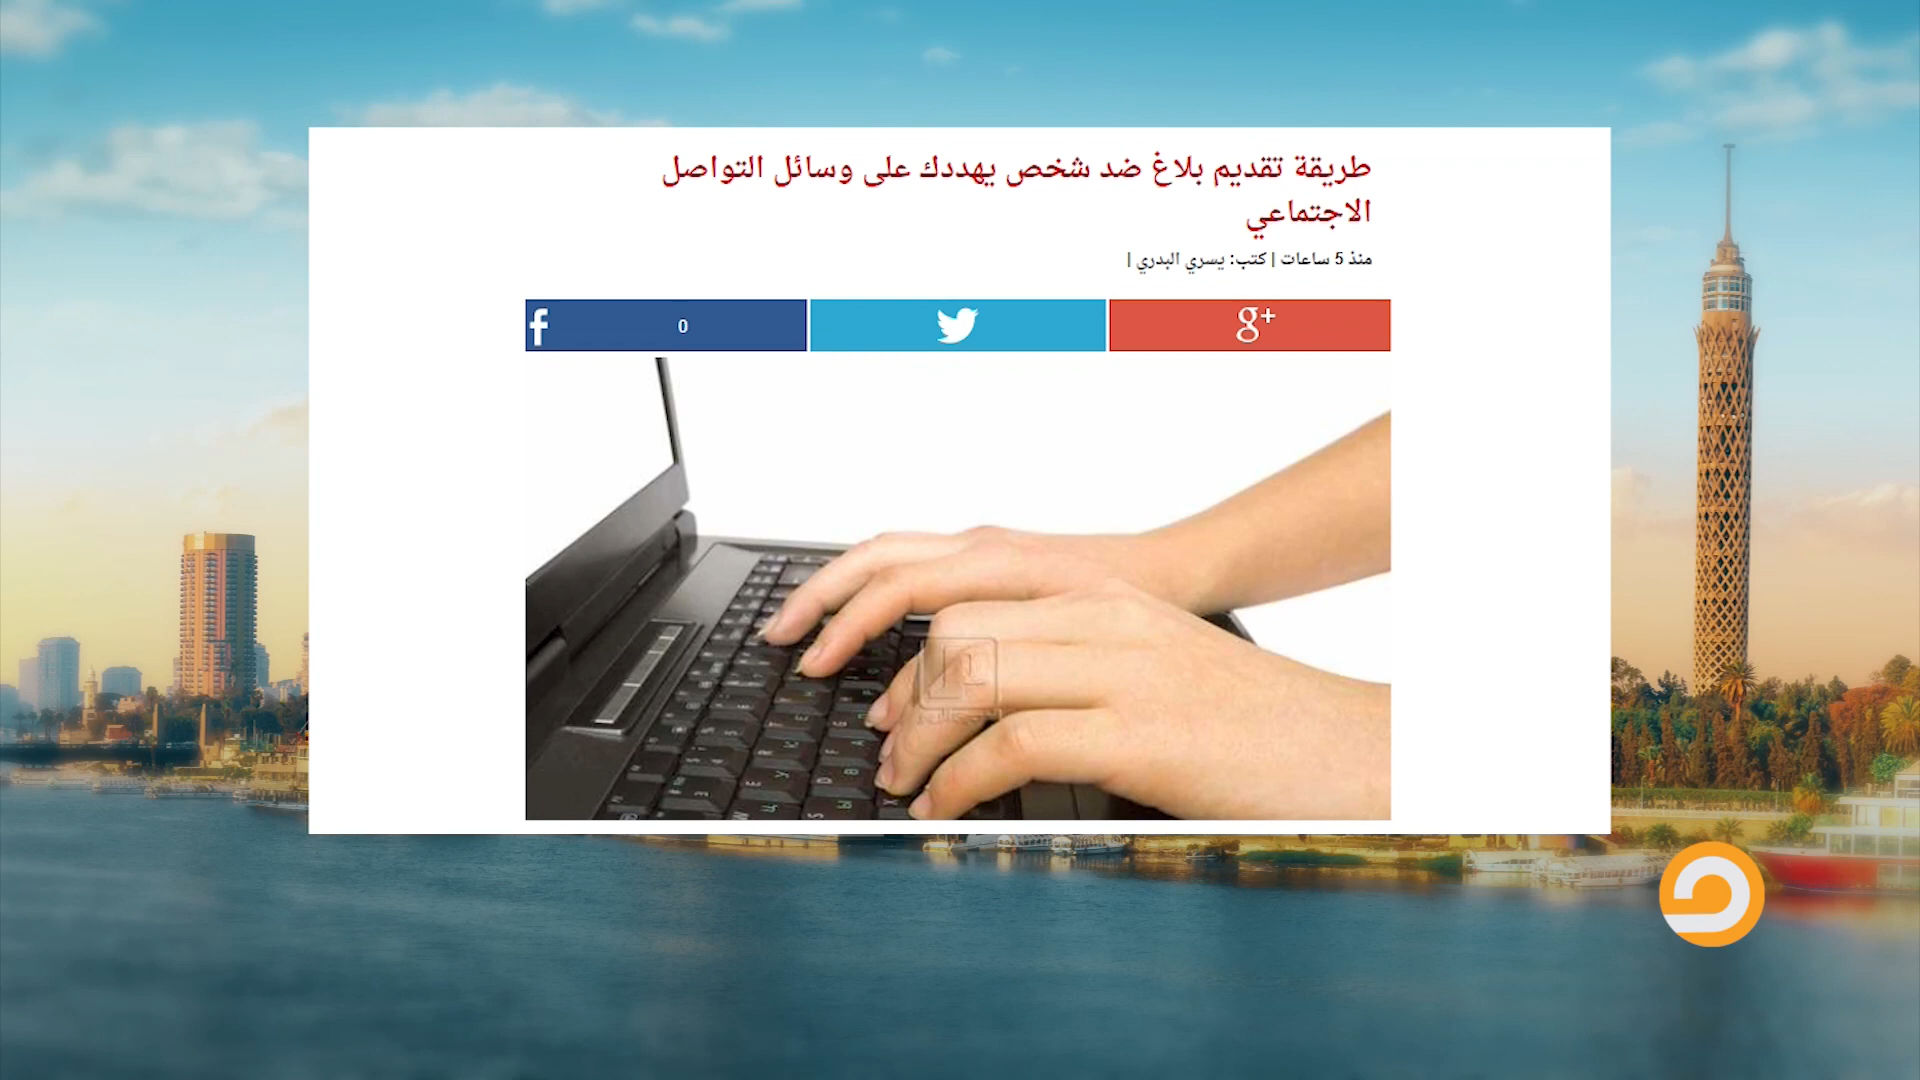 طريقة تقديم بلاغ ضد شخص يهددك على وسائل التواصل
الاجتماعي
منذ 5 ساعات | كتب: يسري البدري |
f 0 g+